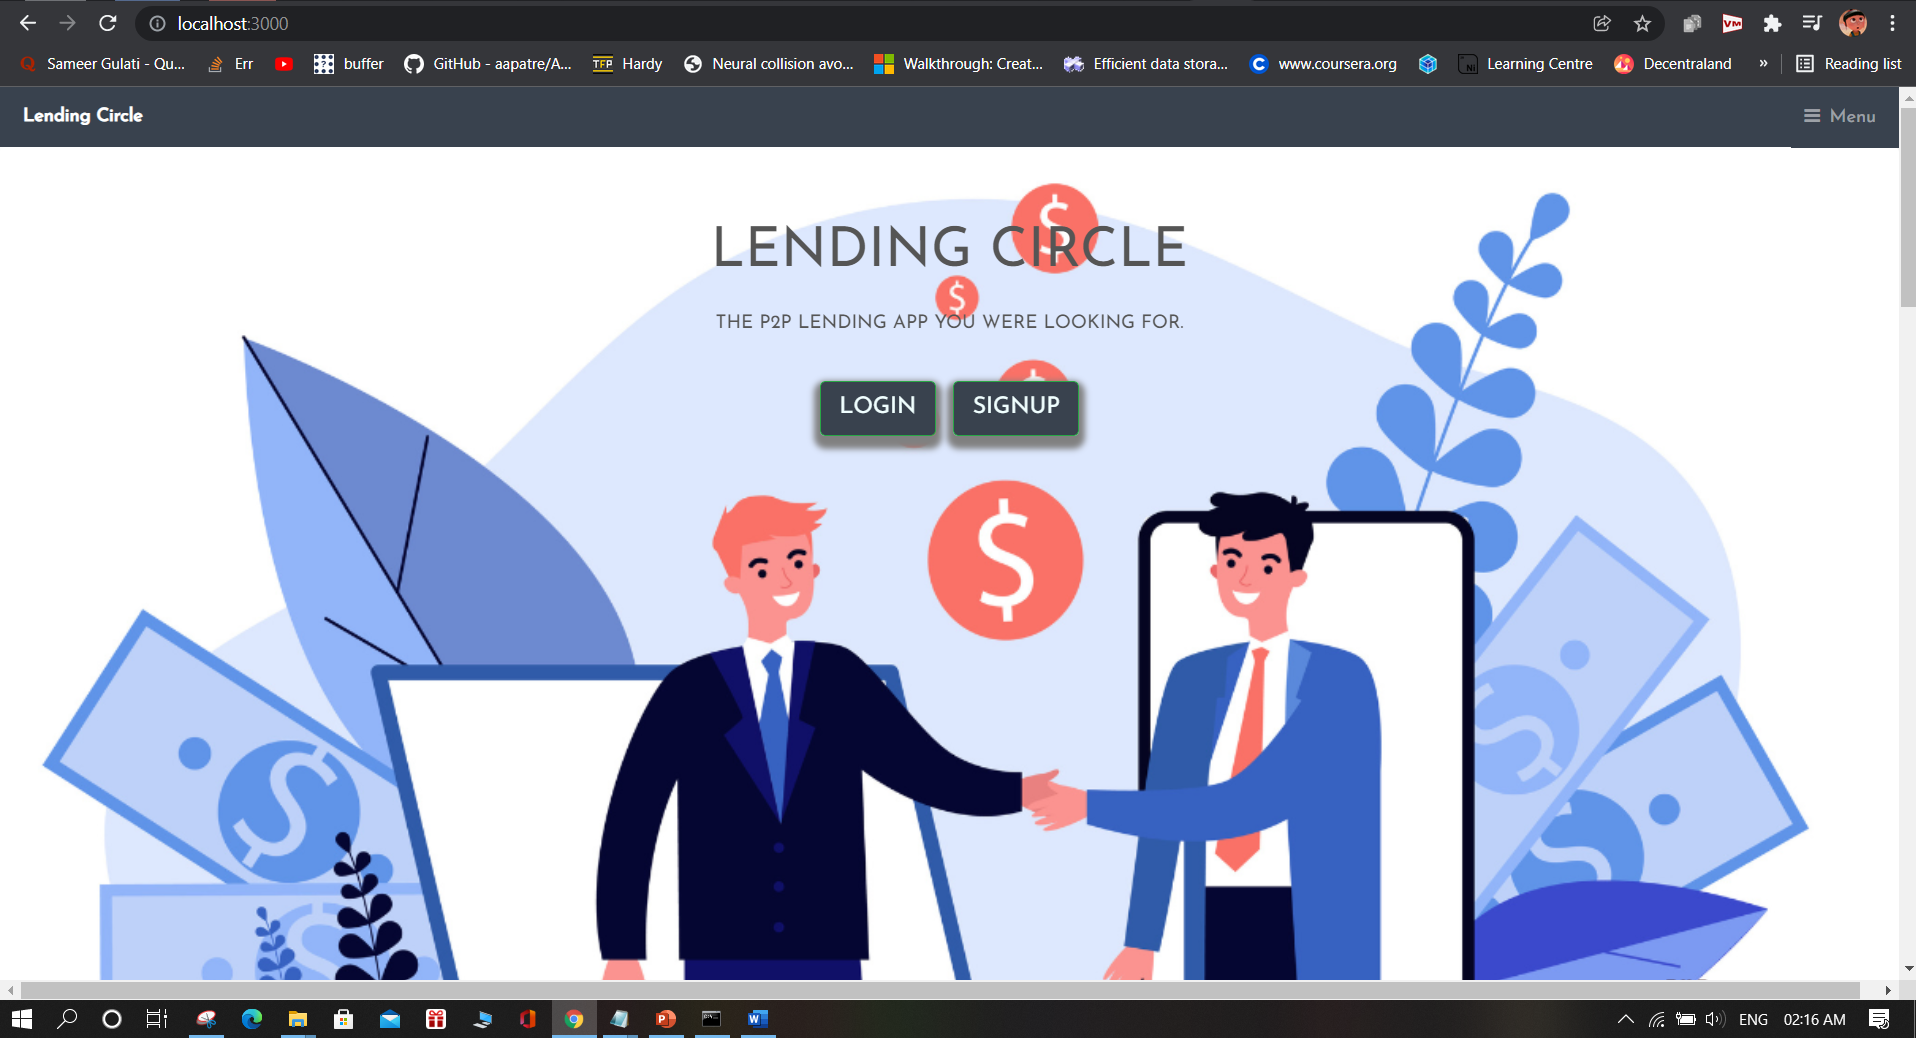 localhost:3000
Sameer Gulati - Qu... Err buffer GitHub - aapatre/A... TFP Hardy Neural collision avo... Walkthrough: Creat... Efficient data stora... www.coursera.org Learning Centre Decentraland » Reading list
Lending Circle
Menu
LENDING CIRCLE
THE P2P LENDING APP YOU WERE LOOKING FOR.
LOGIN SIGNUP
ENG 02:16 AM